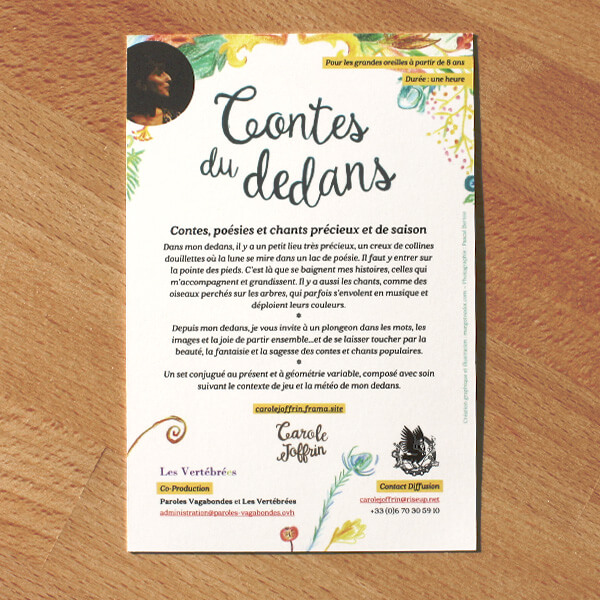 Pour les grandes oreilles à partir de 8 ans
Durée : une heure
Contes
du dedans
Contes, poésies et chants précieux et de saison
Dans mon dedans, il y a un petit lieu très précieux, un creux de collines
douillettes où la lune se mire dans un lac de poésie. Il faut y entrer sur
la pointe des pieds. C'est là que se baignent mes histoires, celles qui
m'accompagnent et grandissent. Il y a aussi les chants, comme des
oiseaux perchés sur les arbres, qui parfois s'envolent en musique et
déploient leurs couleurs.
Depuis mon dedans, je vous invite à un plongeon dans les mots, les
images et la joie de partir ensemble...et de se laisser toucher par la
beauté, la fantaisie et la sagesse des contes et chants populaires.
Un set conjugué au présent et à géométrie variable, composé avec soin
suivant le contexte de jeu et la météo de mon dedans.
carolejoffrin.frama.site
Carole
Joffrin
Les Vertébrées
Co-Production
Paroles Vagabondes et Les Vertébrées
administration@paroles-vagabondes.ovh
Contact Diffusion
carolejoffrin@riseup.net
+33 (0)6 70 30 59 10
Création graphique et illustration :